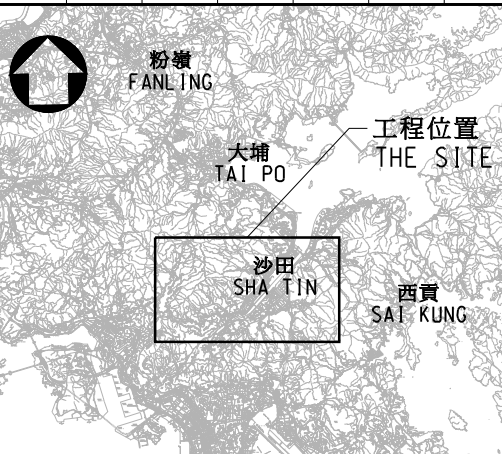 粉嶺
FANLING
工程位置
THE SITE
大埔
TAI PO
沙田
SHA TIN
西貢
SAI KUNG